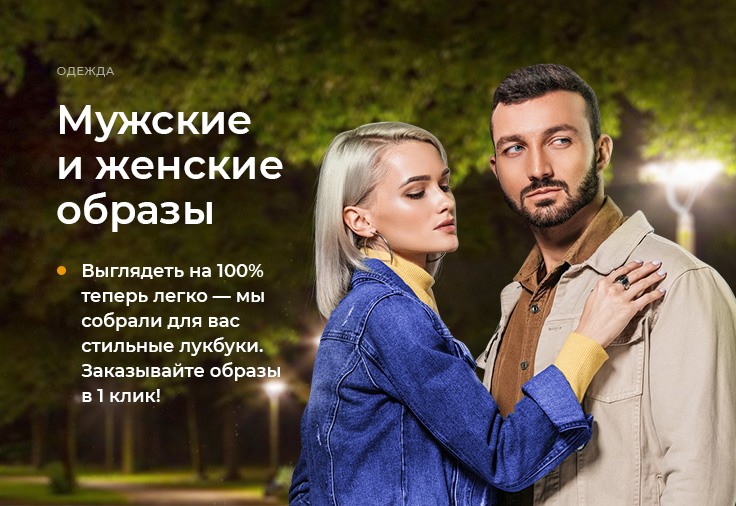 ОДЕЖДА
Мужские
и женские
образы
Выглядеть на 100%
теперь легко — мы
собрали для вас
стильные лукбуки.
Заказывайте образы
в 1 клик!